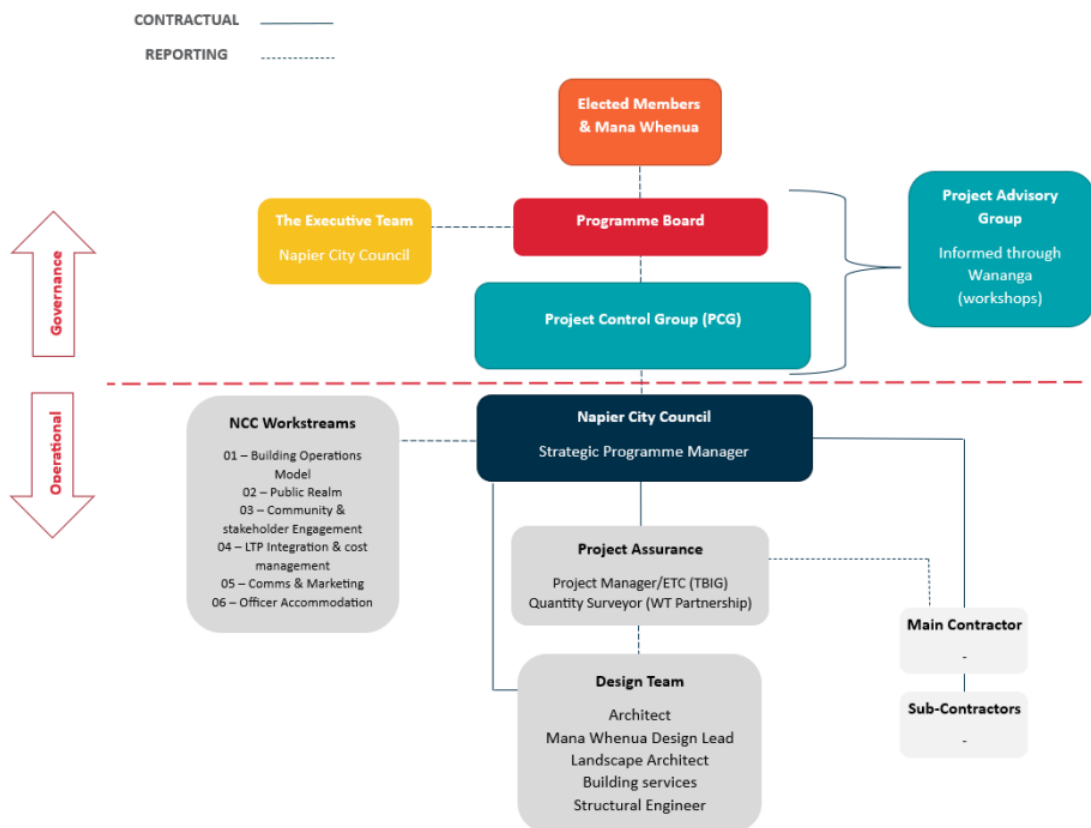 CONTRACTUAL
REPORTING
Elected Members
& Mana Whenua
The Executive Team
Napier City Council
Programme Board
Project Advisory
Group
Informed through
Wananga
(workshops)
Project Control Group (PCG)
Governance
Operational
NCC Workstreams
01 – Building Operations
Model
02 – Public Realm
03 – Community &
stakeholder Engagement
04 – LTP Integration & cost
management
05 – Comms & Marketing
06 – Officer Accommodation
Napier City Council
Strategic Programme Manager
Project Assurance
Project Manager/ETC (TBIG)
Quantity Surveyor (WT Partnership)
Main Contractor
-
Sub-Contractors
-
Design Team
Architect
Mana Whenua Design Lead
Landscape Architect
Building services
Structural Engineer